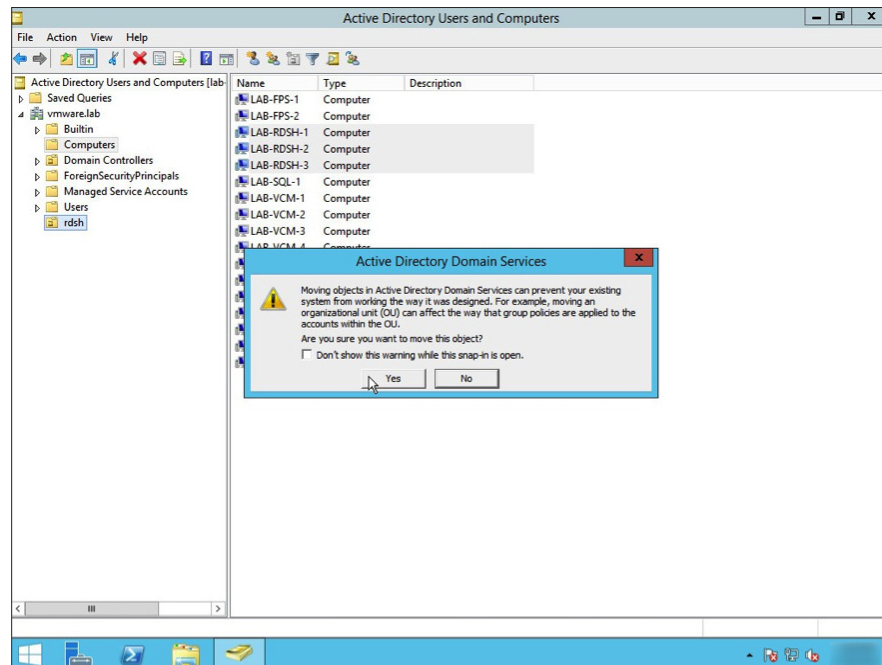 Active Directory Users and Computers
File Action View Help
Active Directory Users and Computers [lab-
Saved Queries
vmware.lab
Builtin
Computers
Domain Controllers
ForeignSecurityPrincipals
Managed Service Accounts
Users
rdsh
Name Type Description
LAB-FPS-1 Computer
LAB-FPS-2 Computer
LAB-RDSH-1 Computer
LAB-RDSH-2 Computer
LAB-RDSH-3 Computer
LAB-SQL-1 Computer
LAB-VCM-1 Computer
LAB-VCM-2 Computer
LAB-VCM-3 Computer
LAB-VCM-4 Computer
Active Directory Domain Services
Moving objects in Active Directory Domain Services can prevent your existing
system from working the way it was designed. For example, moving an
organizational unit (OU) can affect the way that group policies are applied to the
accounts within the OU.
Are you sure you want to move this object?
Don't show this warning while this snap-in is open.
Yes No